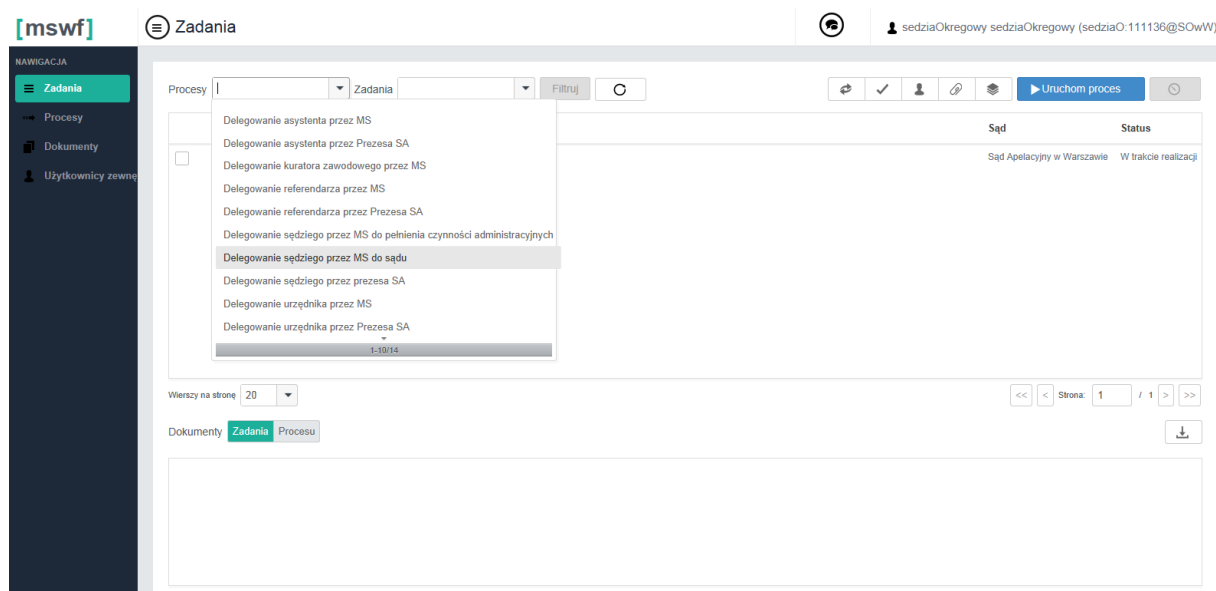 [mswf]
Zadania
sedziaOkregowy sedziaOkregowy (sedziaO:111136@SOwW)
NAWIGACJA
Zadania
Procesy
Dokumenty
Użytkownicy zewnę
Procesy
Zadania
Filtruj
Uruchom proces
Sąd
Status
Sąd Apelacyjny w Warszawie
W trakcie realizacji
Delegowanie asystenta przez MS
Delegowanie asystenta przez Prezesa SA
Delegowanie kuratora zawodowego przez MS
Delegowanie referendarza przez MS
Delegowanie referendarza przez Prezesa SA
Delegowanie sędziego przez MS do pełnienia czynności administracyjnych
Delegowanie sędziego przez MS do sądu
Delegowanie sędziego przez prezesa SA
Delegowanie urzędnika przez MS
Delegowanie urzędnika przez Prezesa SA
1-10/14
Wierszy na stronę 20
<< < Strona: 1 / 1 > >>
Dokumenty Zadania Procesu